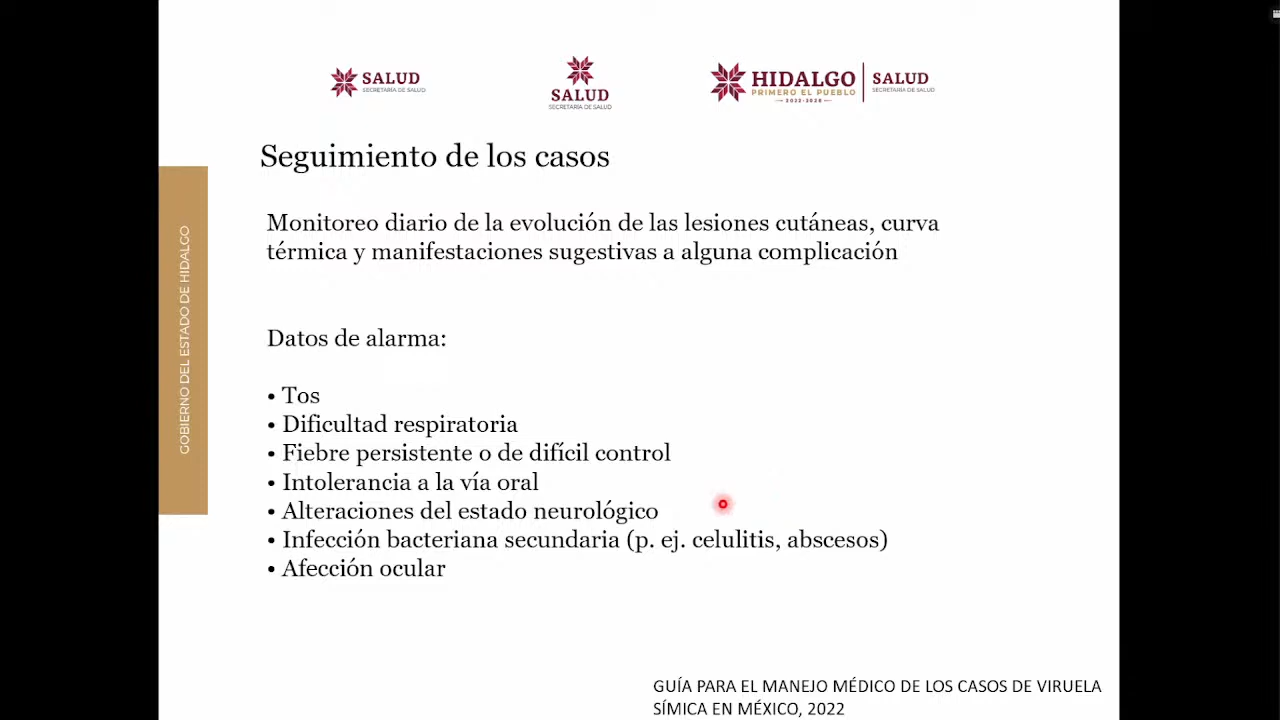 SALUD
SECRETARÍA DE SALUD
SALUD
SECRETARÍA DE SALUD
HIDALGO
PRIMERO EL PUEBLO
2022-2028
SALUD
SECRETARÍA DE SALUD
Seguimiento de los casos
GOBIERNO DEL ESTADO DE HIDALGO
Monitoreo diario de la evolución de las lesiones cutáneas, curva
térmica y manifestaciones sugestivas a alguna complicación
Datos de alarma:
• Tos
• Dificultad respiratoria
• Fiebre persistente o de difícil control
• Intolerancia a la vía oral
• Alteraciones del estado neurológico
• Infección bacteriana secundaria (p. ej. celulitis, abscesos)
• Afección ocular
GUÍA PARA EL MANEJO MÉDICO DE LOS CASOS DE VIRUELA
SÍMICA EN MÉXICO, 2022